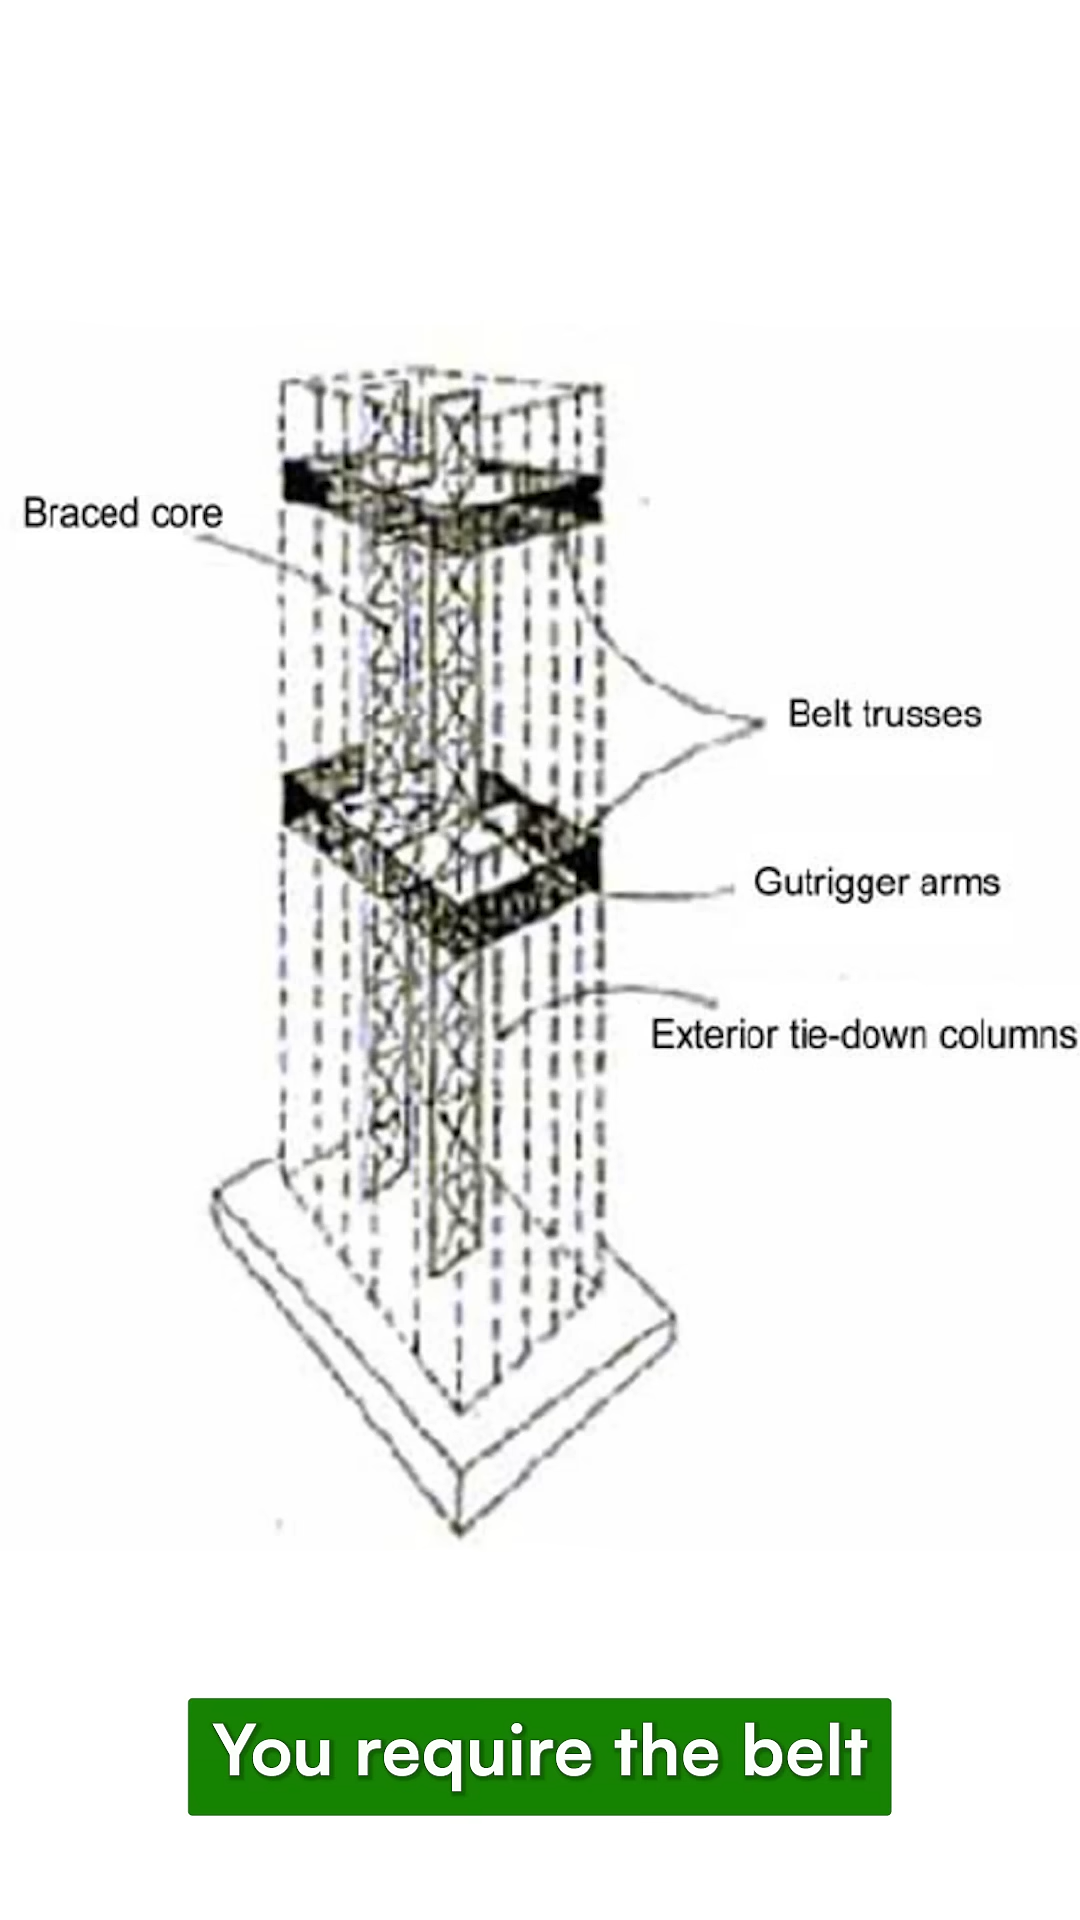 Braced core
Belt trusses
Gutrigger arms
Exterior tie-down columns
You require the belt